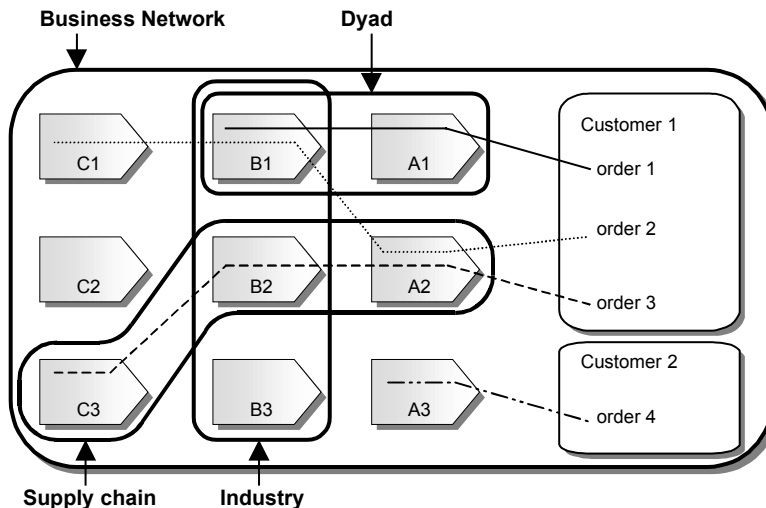 Business Network
Dyad
Customer 1
C1
B1
A1
order 1
order 2
C2
B2
A2
order 3
Customer 2
C3
B3
A3
order 4
Supply chain
Industry